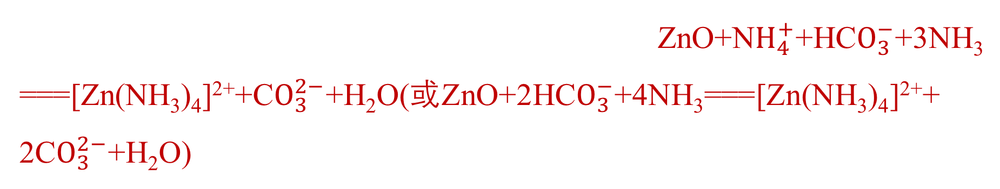 ZnO+NH₄⁺+HCO₃⁻+3NH₃
===[Zn(NH₃)₄]²⁺+CO₃²⁻+H₂O(或ZnO+2HCO₃⁻+4NH₃===[Zn(NH₃)₄]²⁺+
2CO₃²⁻+H₂O)